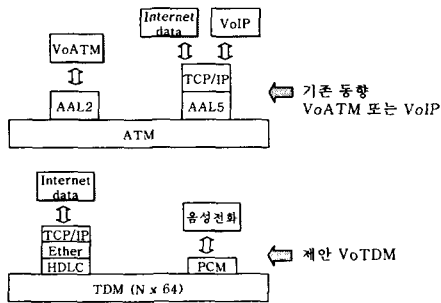 Internet
data
VoIP
VoATM
TCP/IP
AAL2
AAL5
ATM
기존 동향
VoATM 또는 VoIP
Internet
data
음성전화
TCP/IP
Ether
HDLC
PCM
TDM (N x 64)
제안 VoTDM